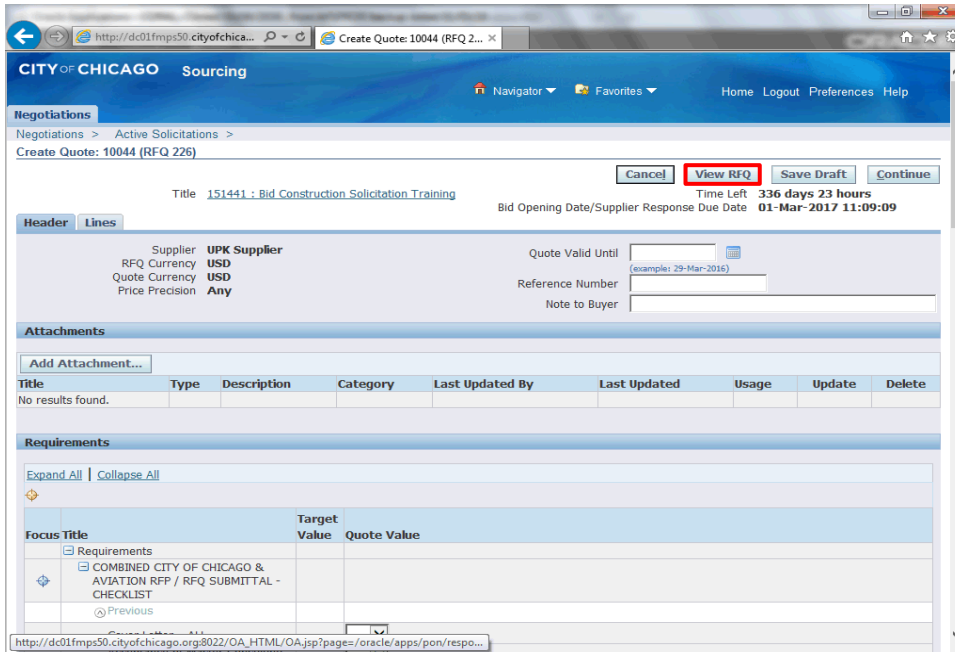 http://dc01fmps50.cityofchica...
Create Quote: 10044 (RFQ 2...
CITY OF CHICAGO Sourcing
Navigator Favorites Home Logout Preferences Help
Negotiations
Negotiations > Active Solicitations >
Create Quote: 10044 (RFQ 226)
Cancel View RFQ Save Draft Continue
Title 151441 : Bid Construction Solicitation Training
Time Left 336 days 23 hours
Bid Opening Date/Supplier Response Due Date 01-Mar-2017 11:09:09
Header Lines
Supplier UPK Supplier
RFQ Currency USD
Quote Currency USD
Price Precision Any
Quote Valid Until
(example: 29-Mar-2016)
Reference Number
Note to Buyer
Attachments
Add Attachment...
Title Type Description Category Last Updated By Last Updated Usage Update Delete
No results found.
Requirements
Expand All | Collapse All
Focus Title Target Value Quote Value
Requirements
COMBINED CITY OF CHICAGO &
AVIATION RFP / RFQ SUBMITTAL -
CHECKLIST
Previous
http://dc01fmps50.cityofchicago.org:8022/OA_HTML/OA.jsp?page=/oracle/apps/pon/respo...